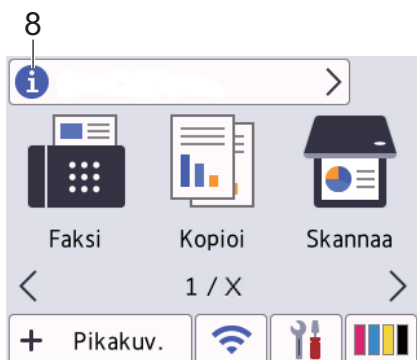 8
i
Faksi Kopioi Skannaa
1 / X
+ Pikakuv.